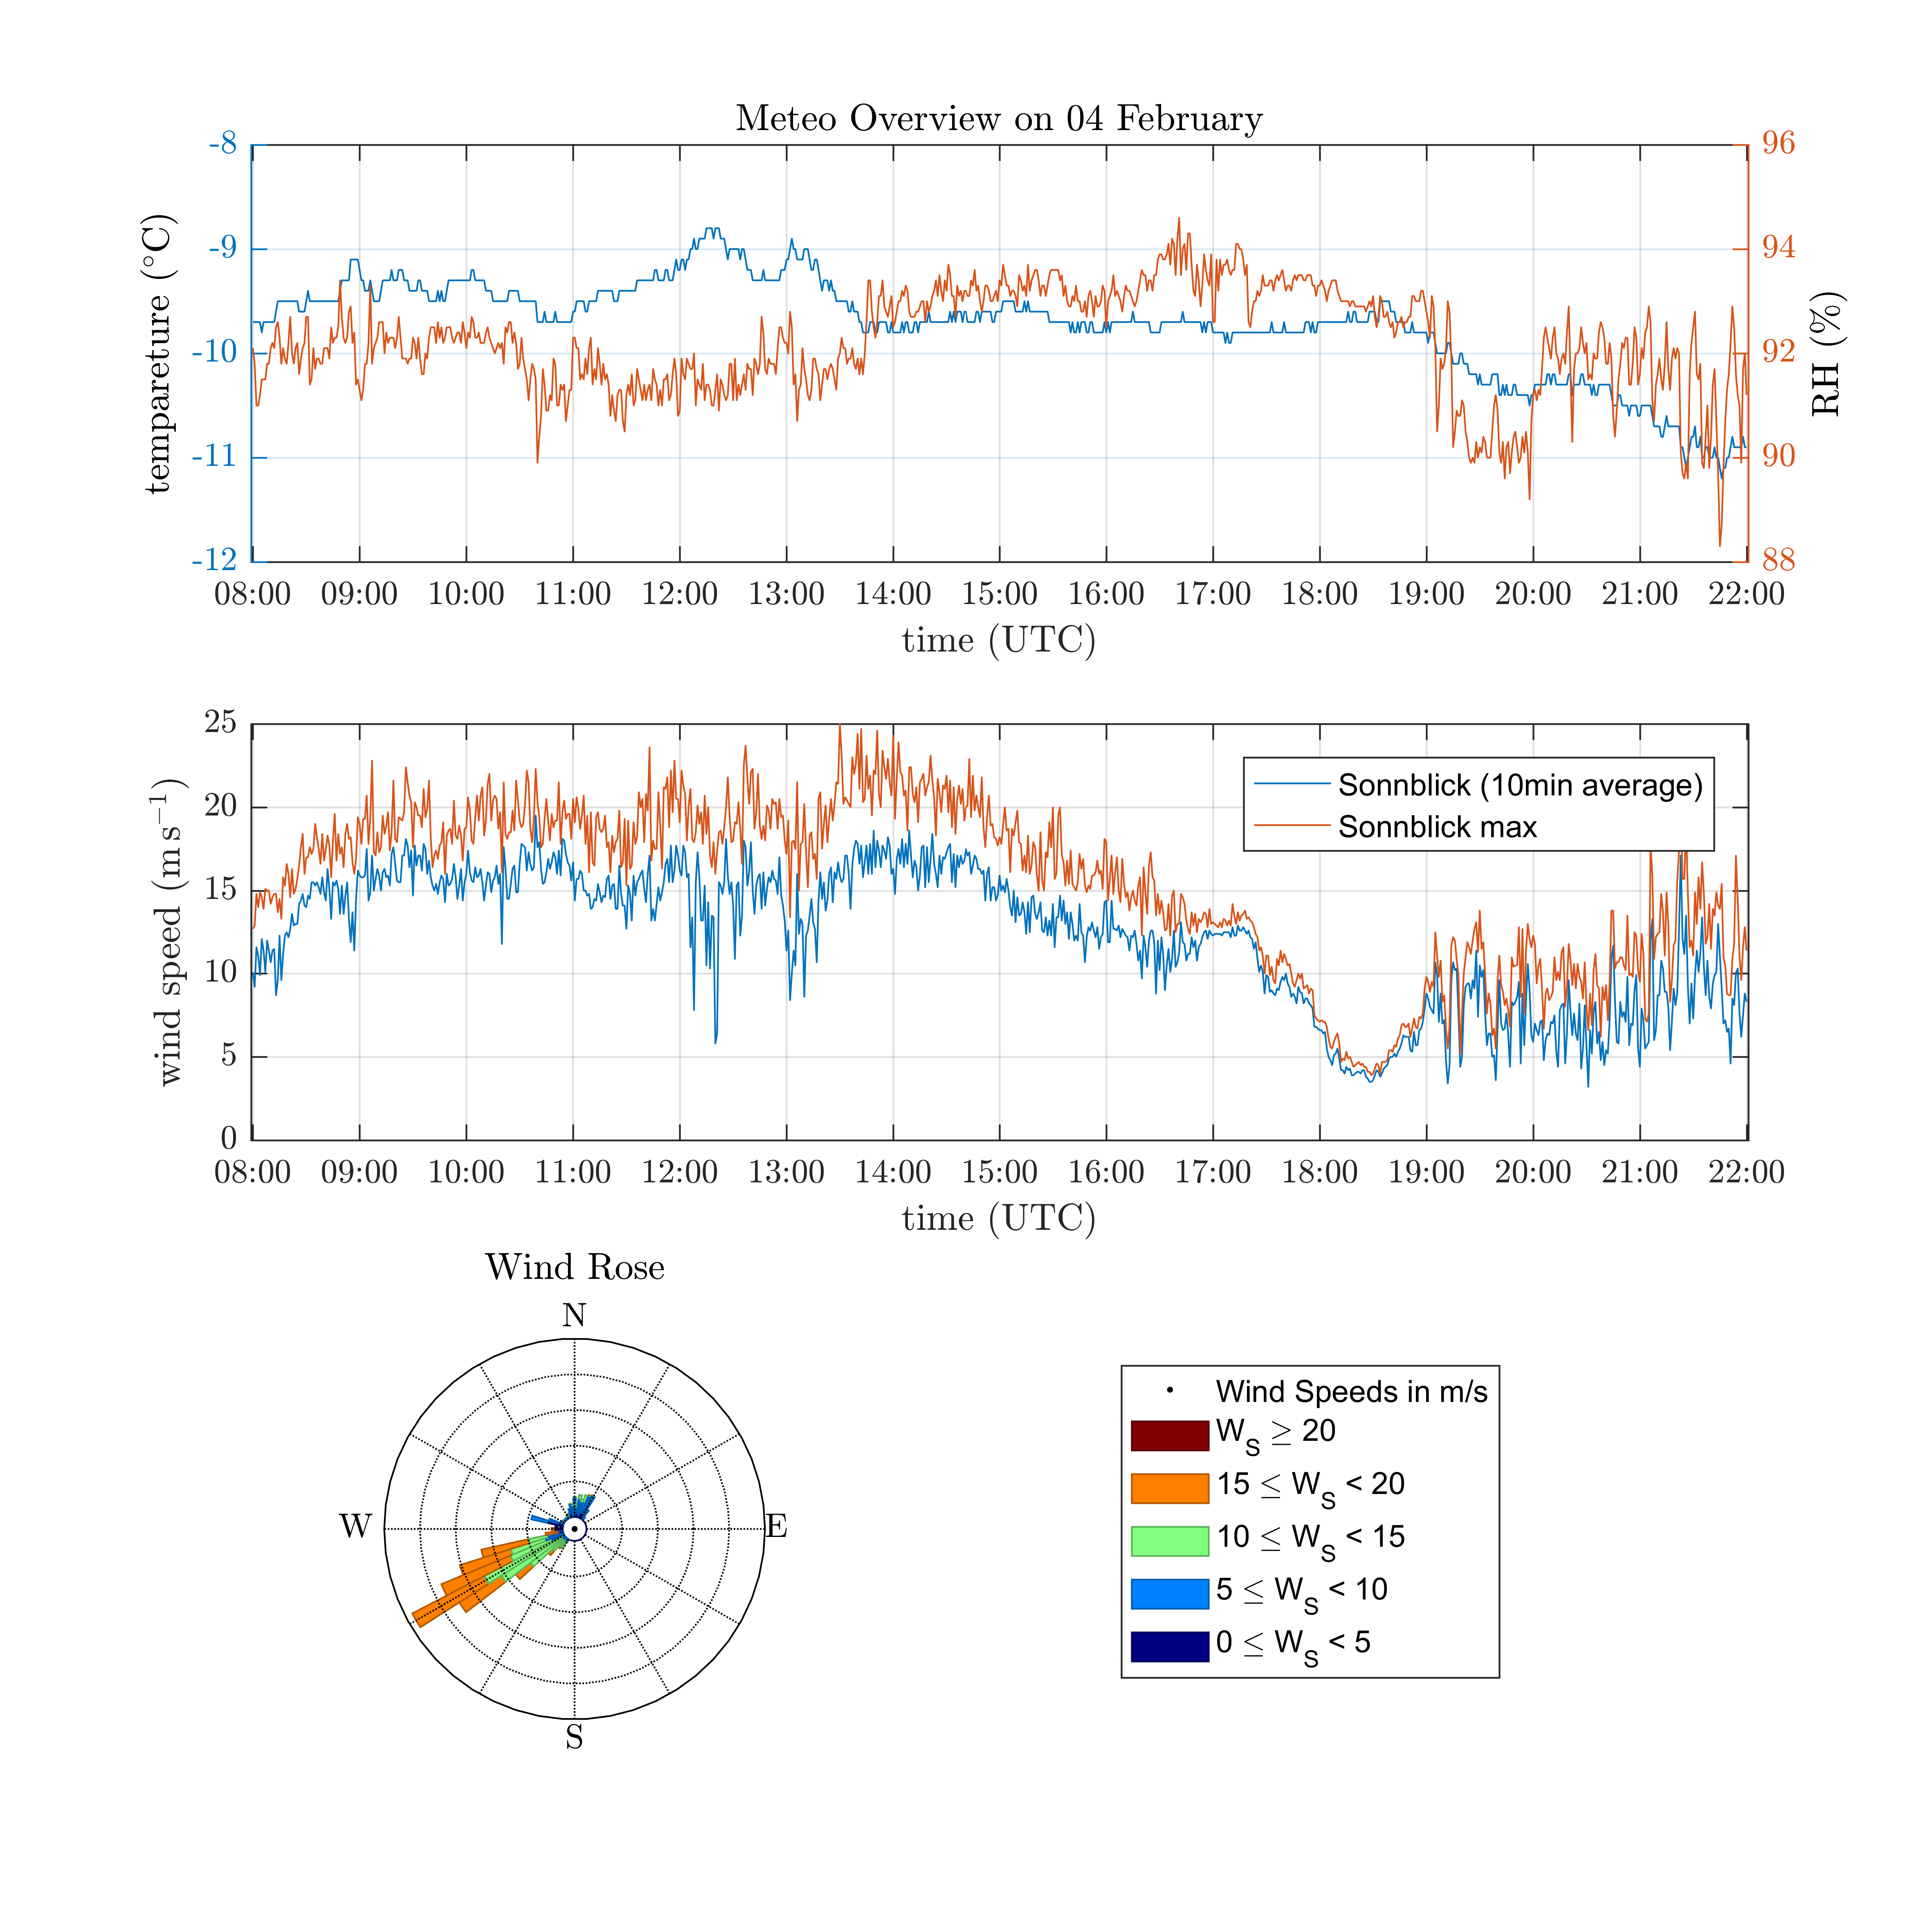 Meteo Overview on 04 February
-8
-9
-10
-11
-12
tempareture (°C)
96
94
92
90
88
RH (%)
08:00 09:00 10:00 11:00 12:00 13:00 14:00 15:00 16:00 17:00 18:00 19:00 20:00 21:00 22:00
time (UTC)
25
20
15
10
5
0
wind speed (m s⁻¹)
Sonnblick (10min average)
Sonnblick max
08:00 09:00 10:00 11:00 12:00 13:00 14:00 15:00 16:00 17:00 18:00 19:00 20:00 21:00 22:00
time (UTC)
Wind Rose
N
W
E
S
Wind Speeds in m/s
W_S ≥ 20
15 ≤ W_S < 20
10 ≤ W_S < 15
5 ≤ W_S < 10
0 ≤ W_S < 5